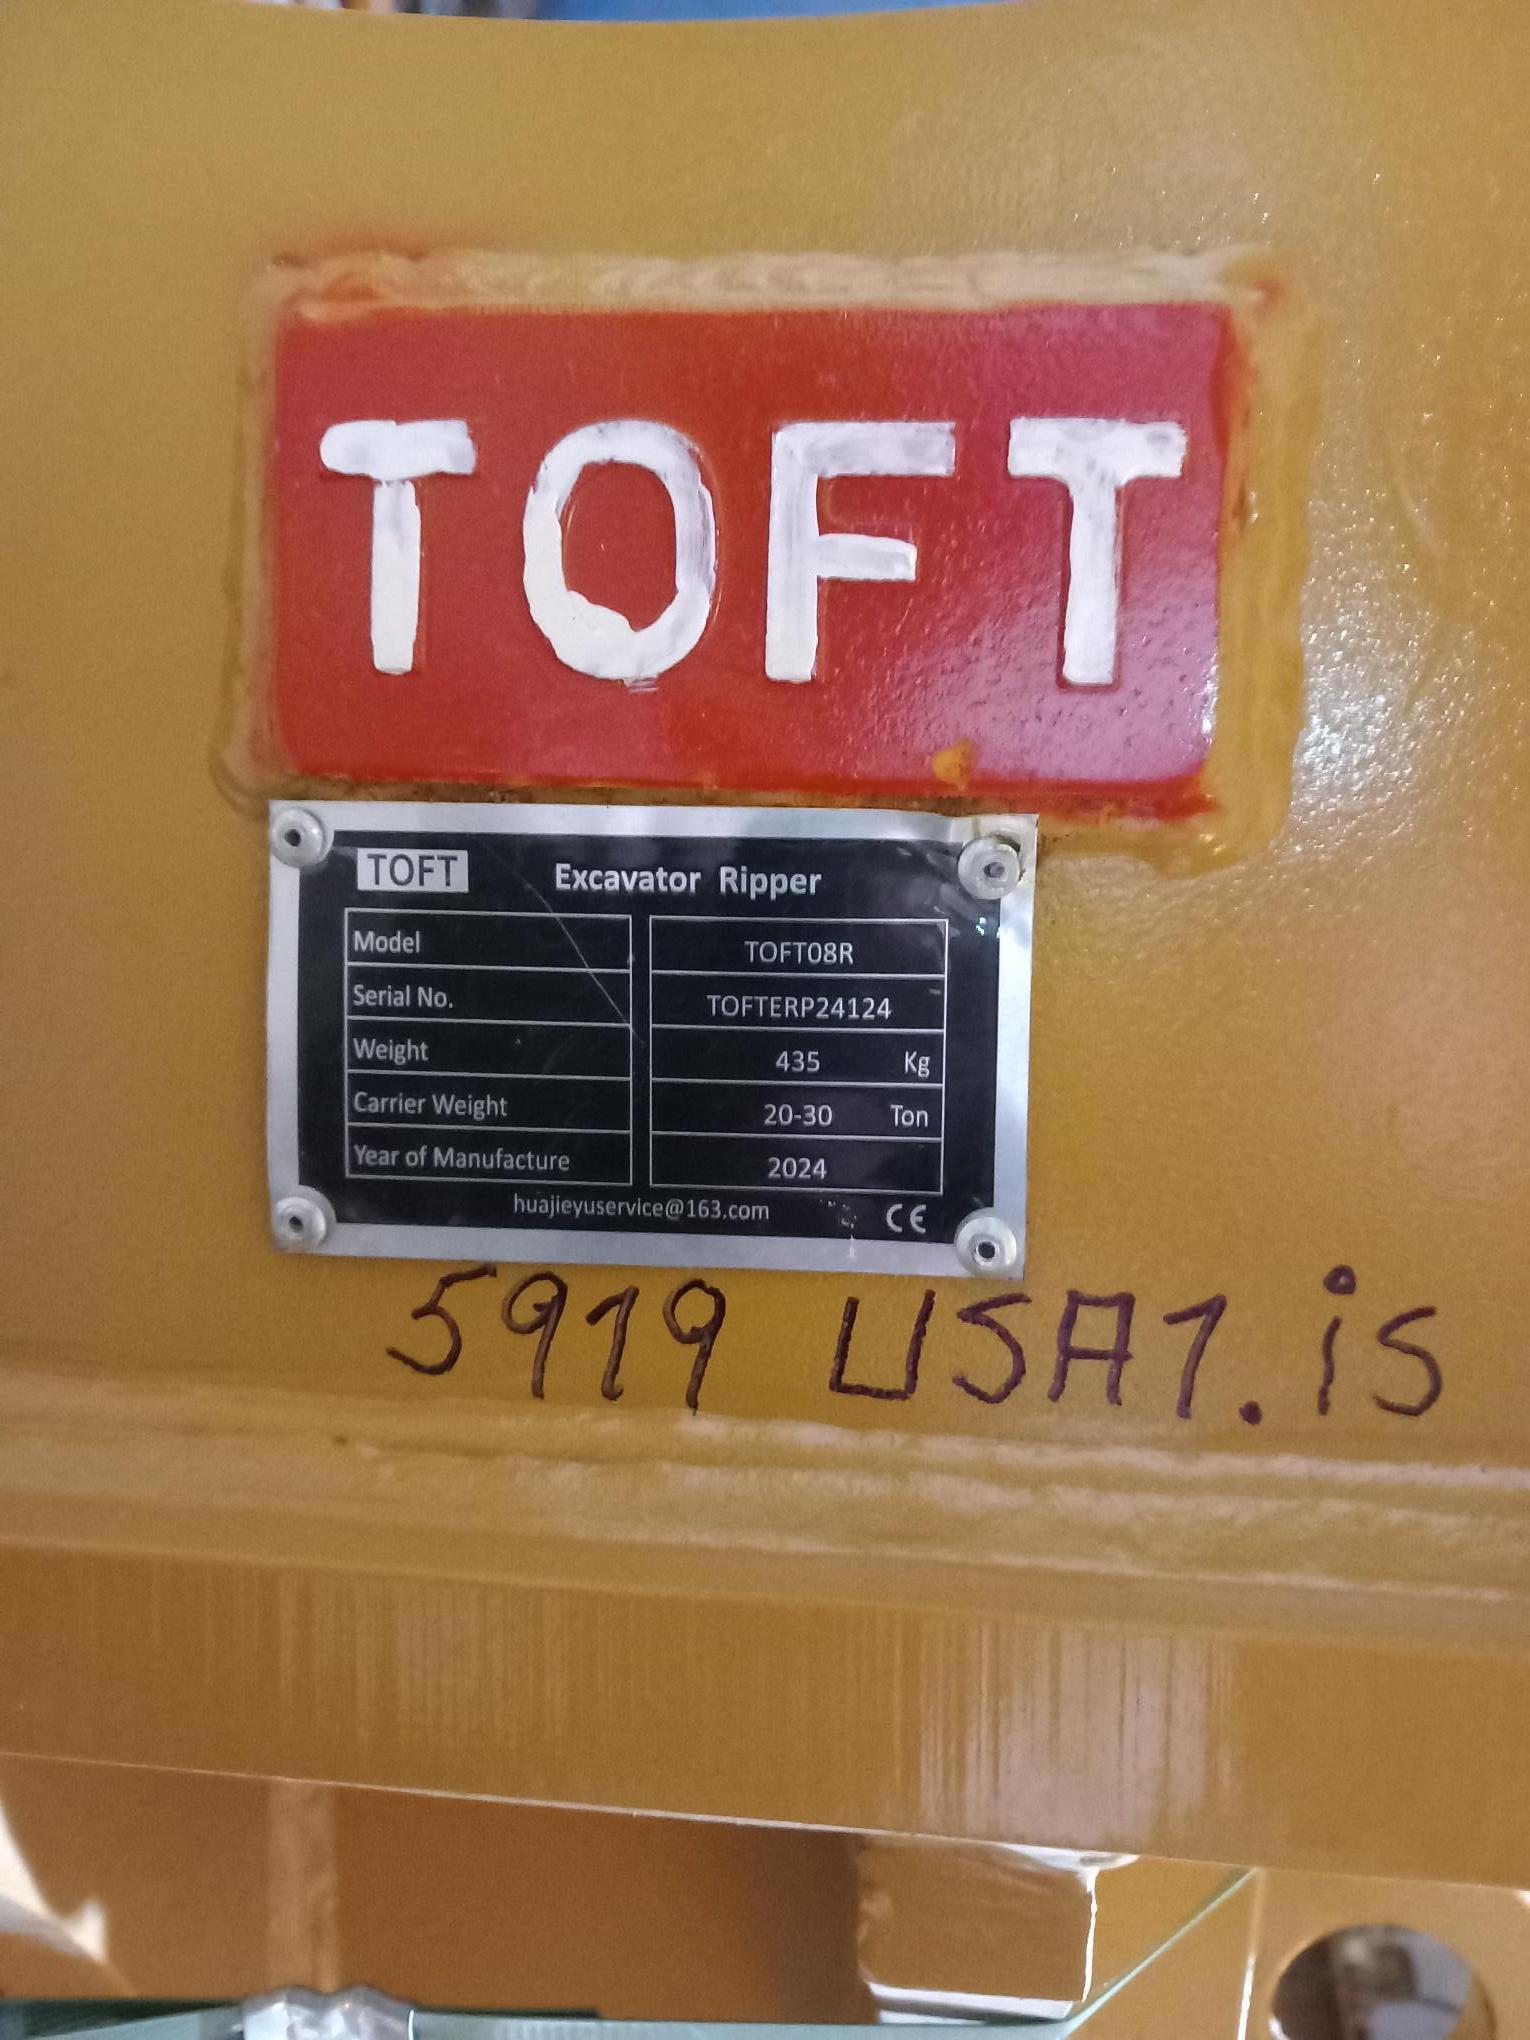 TOFT
TOFT Excavator Ripper
Model TOFT08R
Serial No. TOFTERP24124
Weight 435 Kg
Carrier Weight 20-30 Ton
Year of Manufacture 2024
huajieyuservice@163.com CE
5919 USA1.is